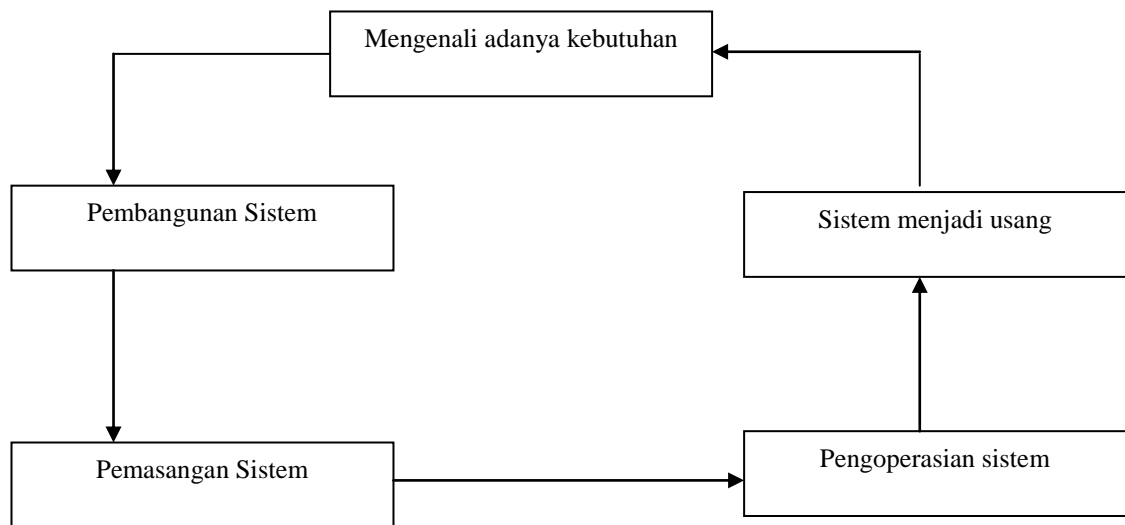 Mengenali adanya kebutuhan
Pembangunan Sistem
Sistem menjadi usang
Pemasangan Sistem
Pengoperasian sistem